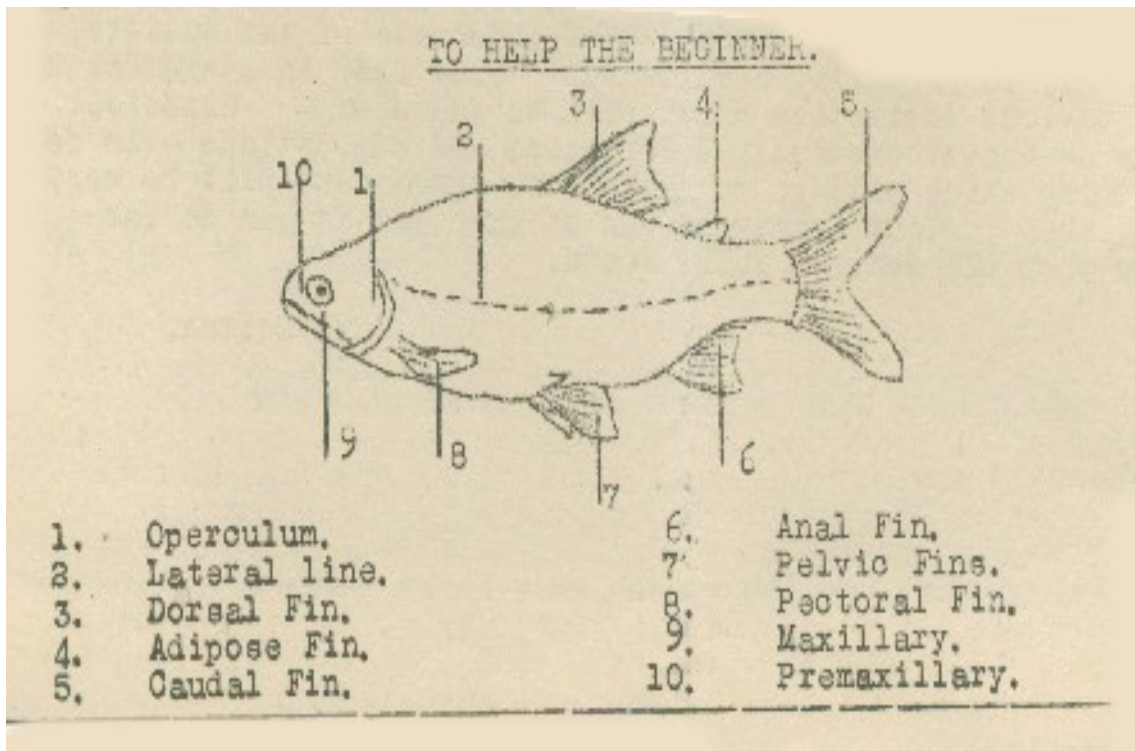 TO HELP THE BEGINNER.
3 4 5
2
10 1
9 8 6
7
1. Operculum.
2. Lateral line.
3. Dorsal Fin.
4. Adipose Fin.
5. Caudal Fin.
6. Anal Fin.
7 Pelvic Fins.
8. Pectoral Fin.
9. Maxillary.
10. Premaxillary.